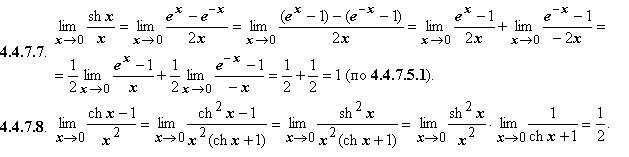 4.4.7.7. lim_{x→0} sh x / x = lim_{x→0} (e^x − e^{−x}) / 2x = lim_{x→0} ((e^x − 1) − (e^{−x} − 1)) / 2x = lim_{x→0} (e^x − 1) / 2x + lim_{x→0} (e^{−x} − 1) / −2x =
= 1/2 lim_{x→0} (e^x − 1) / x + 1/2 lim_{x→0} (e^{−x} − 1) / −x = 1/2 + 1/2 = 1 (по 4.4.7.5.1).
4.4.7.8. lim_{x→0} (ch x − 1) / x^2 = lim_{x→0} (ch^2 x − 1) / x^2 (ch x + 1) = lim_{x→0} sh^2 x / x^2 (ch x + 1) = lim_{x→0} sh^2 x / x^2 · lim_{x→0} 1 / (ch x + 1) = 1/2.